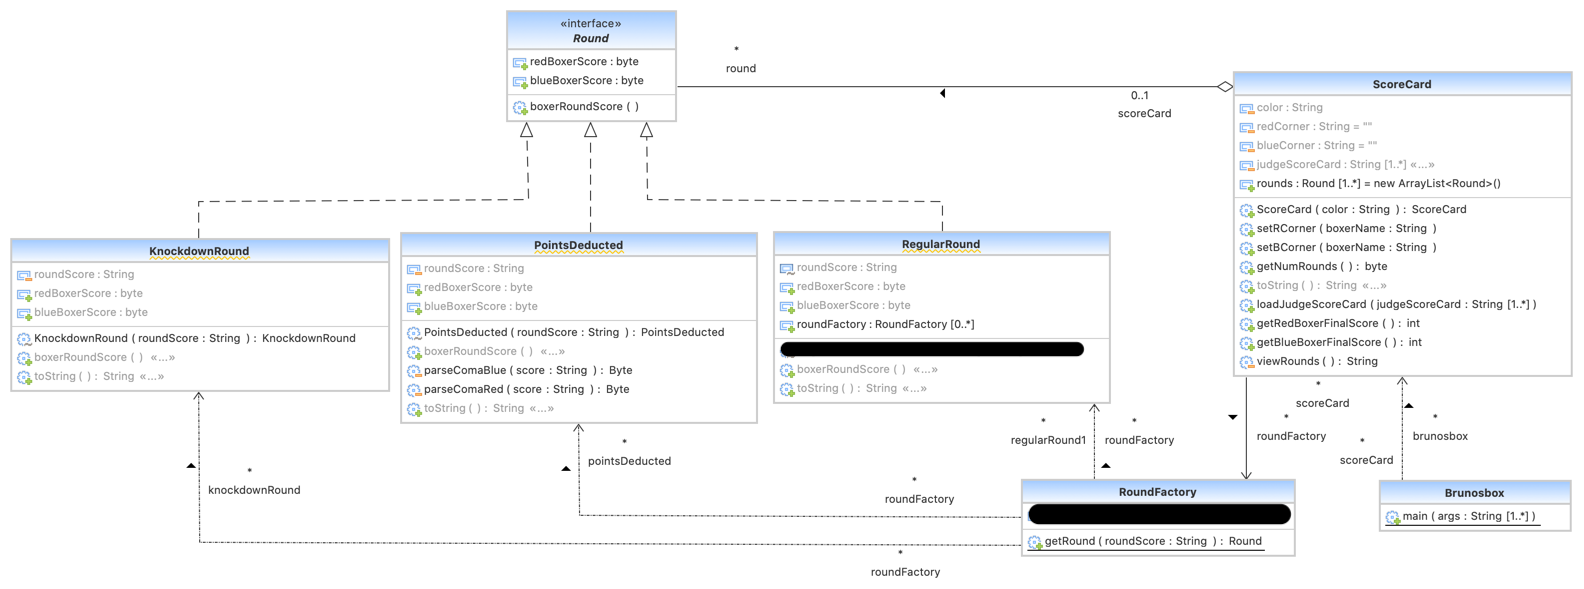 «interface»
Round
redBoxerScore : byte
blueBoxerScore : byte
boxerRoundScore ( )
*
round
0..1
scoreCard
ScoreCard
color : String
redCorner : String = ""
blueCorner : String = ""
judgeScoreCard : String [1..*] «...»
rounds : Round [1..*] = new ArrayList<Round>()
ScoreCard ( color : String ) : ScoreCard
setRCorner ( boxerName : String )
setBCorner ( boxerName : String )
getNumRounds ( ) : byte
toString ( ) : String «...»
loadJudgeScoreCard ( judgeScoreCard : String [1..*] )
getRedBoxerFinalScore ( ) : int
getBlueBoxerFinalScore ( ) : int
viewRounds ( ) : String
KnockdownRound
roundScore : String
redBoxerScore : byte
blueBoxerScore : byte
KnockdownRound ( roundScore : String ) : KnockdownRound
boxerRoundScore ( ) «...»
toString ( ) : String «...»
PointsDeducted
roundScore : String
redBoxerScore : byte
blueBoxerScore : byte
PointsDeducted ( roundScore : String ) : PointsDeducted
boxerRoundScore ( ) «...»
parseComaBlue ( score : String ) : Byte
parseComaRed ( score : String ) : Byte
toString ( ) : String «...»
RegularRound
roundScore : String
redBoxerScore : byte
blueBoxerScore : byte
roundFactory : RoundFactory [0..*]
boxerRoundScore ( ) «...»
toString ( ) : String «...»
*
knockdownRound
*
pointsDeducted
*
regularRound1
*
roundFactory
*
roundFactory
*
roundFactory
*
scoreCard
*
roundFactory
*
scoreCard
*
brunosbox
RoundFactory
getRound ( roundScore : String ) : Round
Brunosbox
main ( args : String [1..*] )